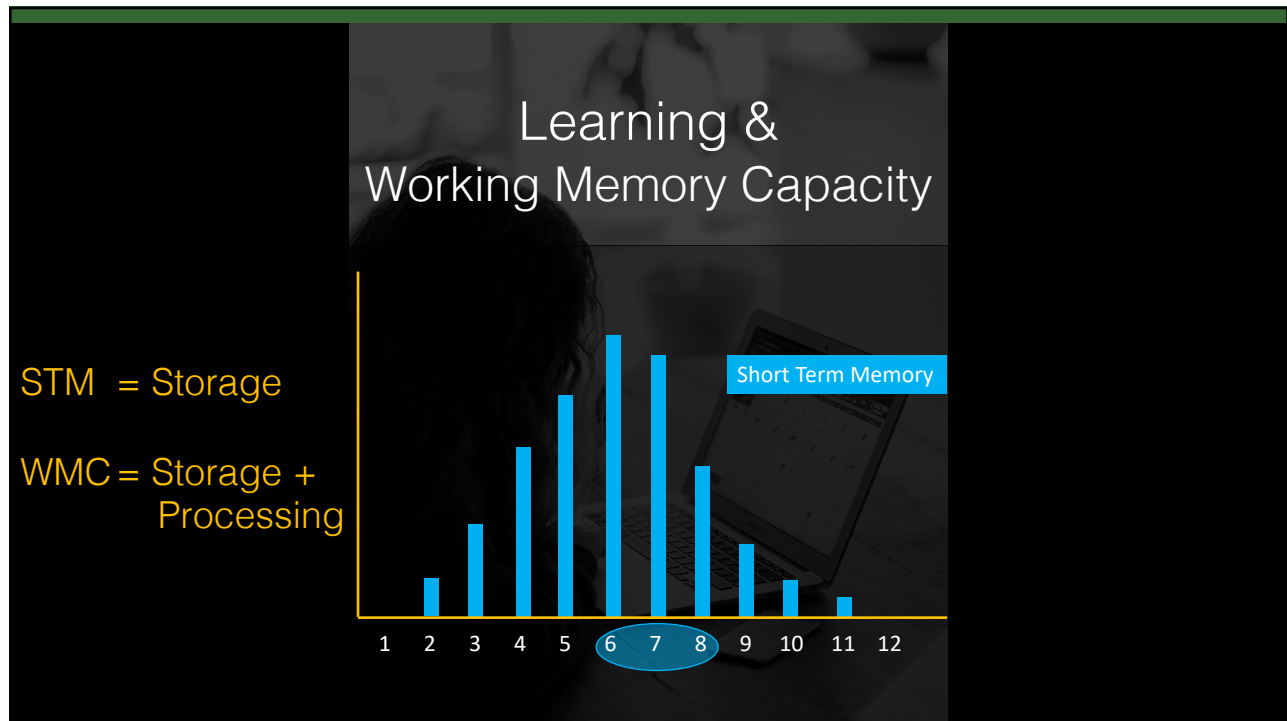 Learning &
Working Memory Capacity
STM = Storage
WMC = Storage +
Processing
Short Term Memory
1 2 3 4 5 6 7 8 9 10 11 12